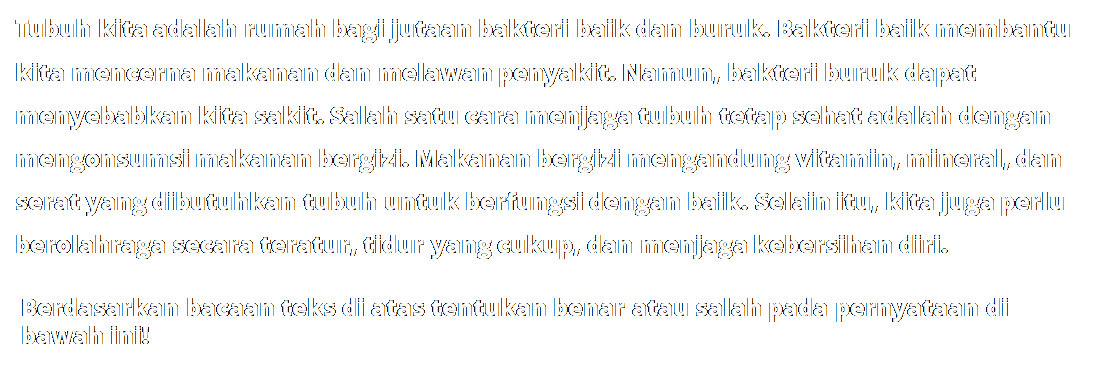 Tubuh kita adalah rumah bagi jutaan bakteri baik dan buruk. Bakteri baik membantu
kita mencerna makanan dan melawan penyakit. Namun, bakteri buruk dapat
menyebabkan kita sakit. Salah satu cara menjaga tubuh tetap sehat adalah dengan
mengonsumsi makanan bergizi. Makanan bergizi mengandung vitamin, mineral, dan
serat yang dibutuhkan tubuh untuk berfungsi dengan baik. Selain itu, kita juga perlu
berolahraga secara teratur, tidur yang cukup, dan menjaga kebersihan diri.
Berdasarkan bacaan teks di atas tentukan benar atau salah pada pernyataan di
bawah ini!